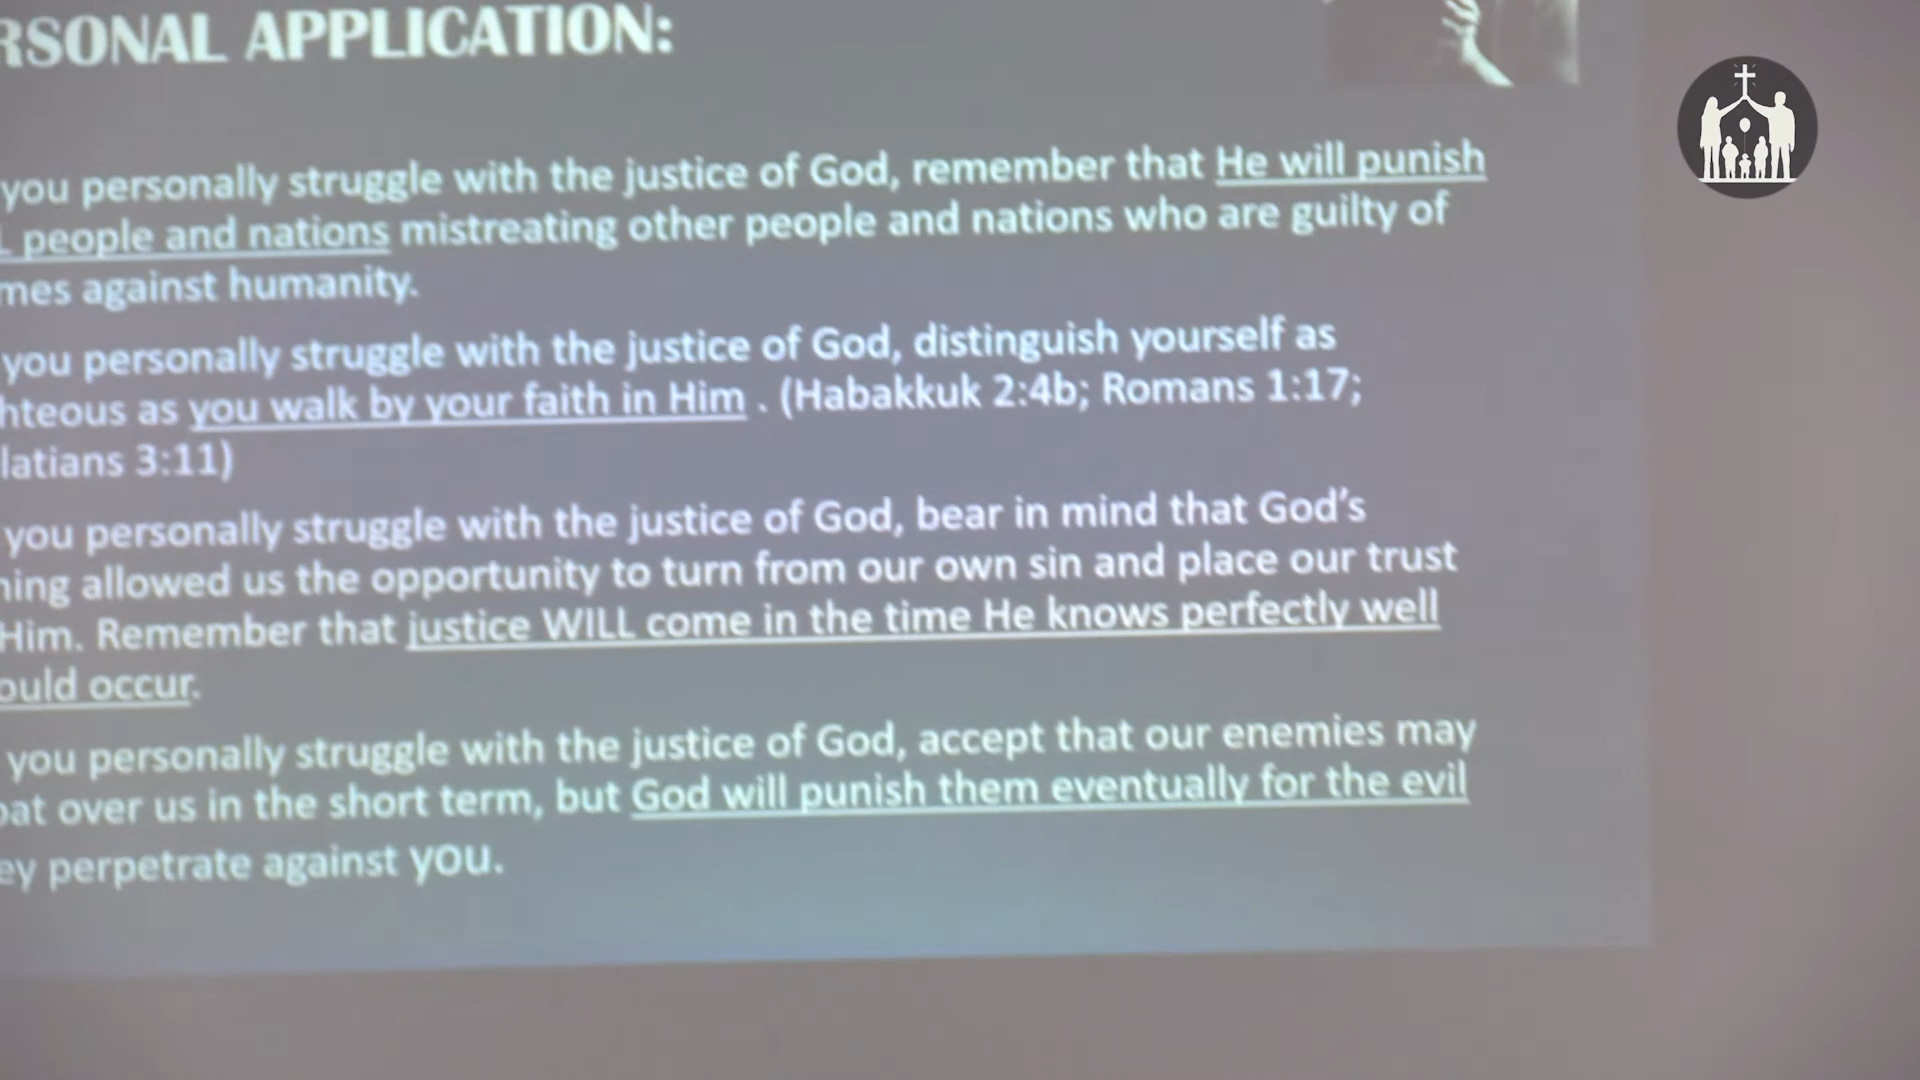 RSONAL APPLICATION:
you personally struggle with the justice of God, remember that He will punish
L people and nations mistreating other people and nations who are guilty of
mes against humanity.
you personally struggle with the justice of God, distinguish yourself as
hteous as you walk by your faith in Him . (Habakkuk 2:4b; Romans 1:17;
latians 3:11)
you personally struggle with the justice of God, bear in mind that God's
ning allowed us the opportunity to turn from our own sin and place our trust
Him. Remember that justice WILL come in the time He knows perfectly well
ould occur.
you personally struggle with the justice of God, accept that our enemies may
oat over us in the short term, but God will punish them eventually for the evil
ey perpetrate against you.